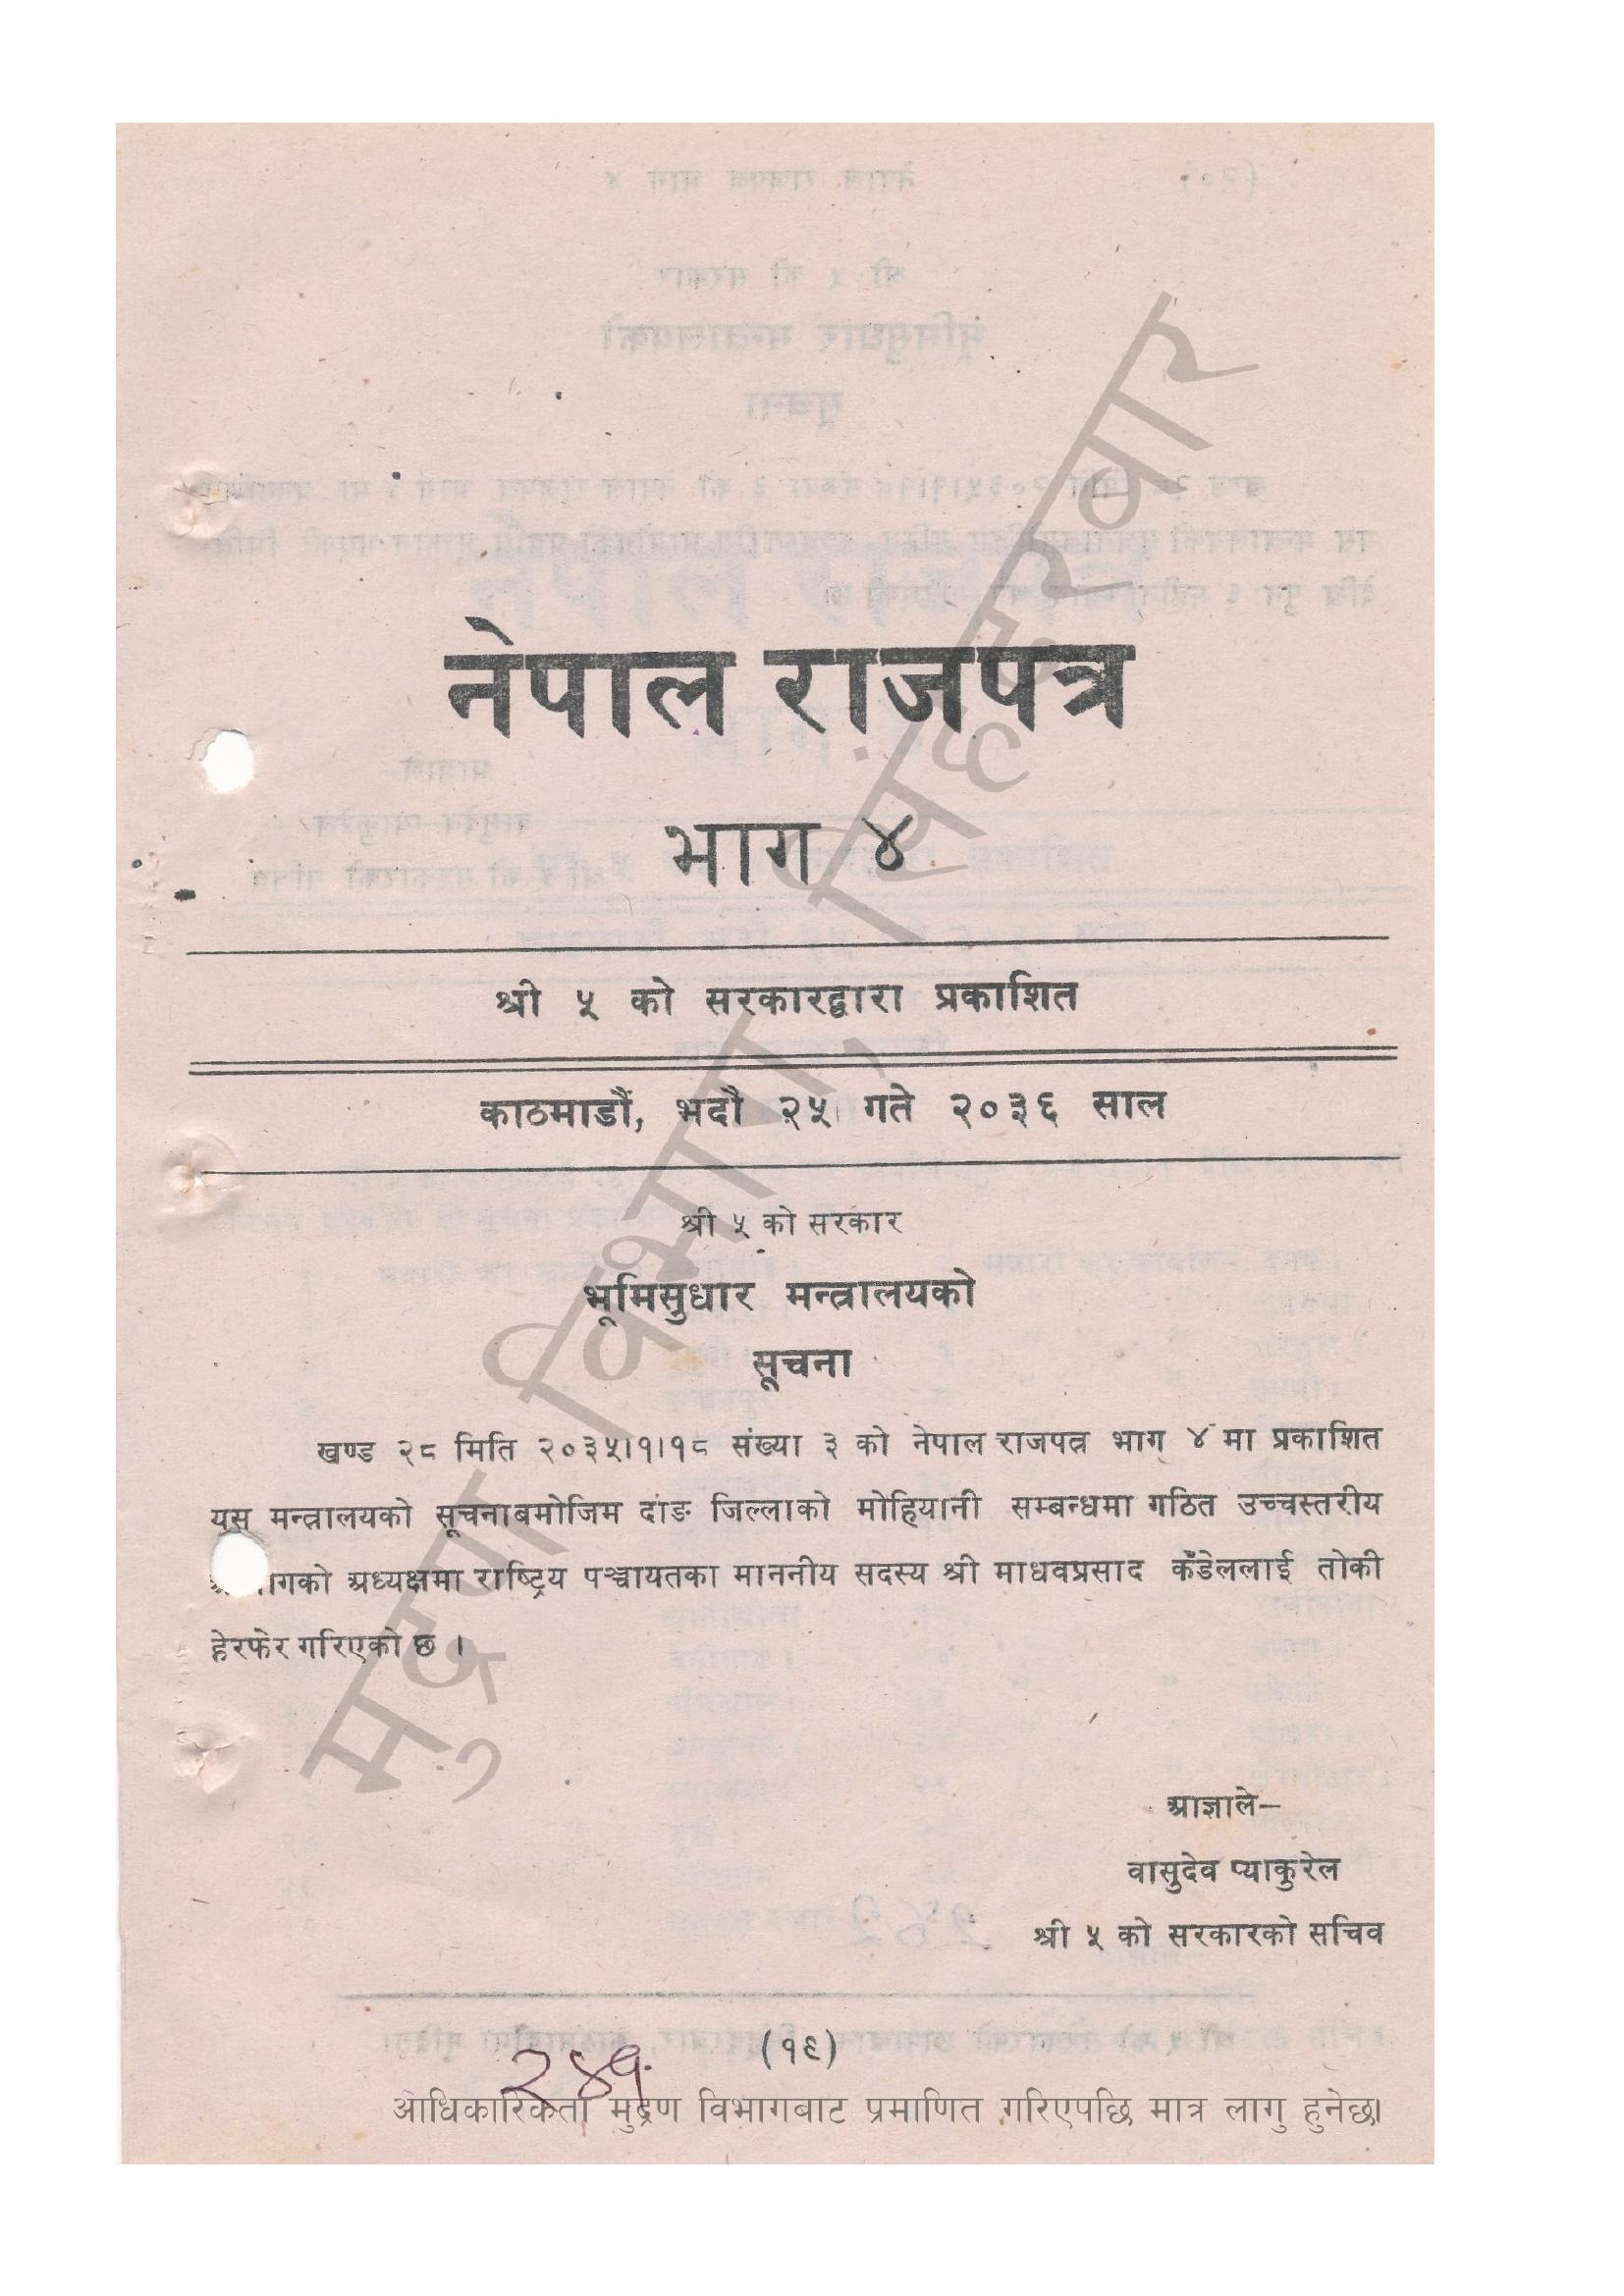 नेपाल राजपत्र
भाग ४
श्री ५ को सरकारद्वारा प्रकाशित
काठमाडौं, भदौ २५ गते २०३६ साल
श्री ५ को सरकार
भूमिसुधार मन्त्रालयको
सूचना
खण्ड २८ मिति २०३५।१।१८ संख्या ३ को नेपाल राजपत्र भाग ४ मा प्रकाशित
यस मन्त्रालयको सूचनाबमोजिम दाङ जिल्लाको मोहियानी सम्बन्धमा गठित उच्चस्तरीय
अध्यक्षमा राष्ट्रिय पञ्चायतका माननीय सदस्य श्री माधवप्रसाद कँडेललाई तोकी
हेरफेर गरिएको छ ।
आज्ञाले—
वासुदेव प्याकुरेल
श्री ५ को सरकारको सचिव
(१९)
२४१
आधिकारिकता मुद्रण विभागबाट प्रमाणित गरिएपछि मात्र लागु हुनेछ।
मुद्रण विभाग, सिंहदरबार